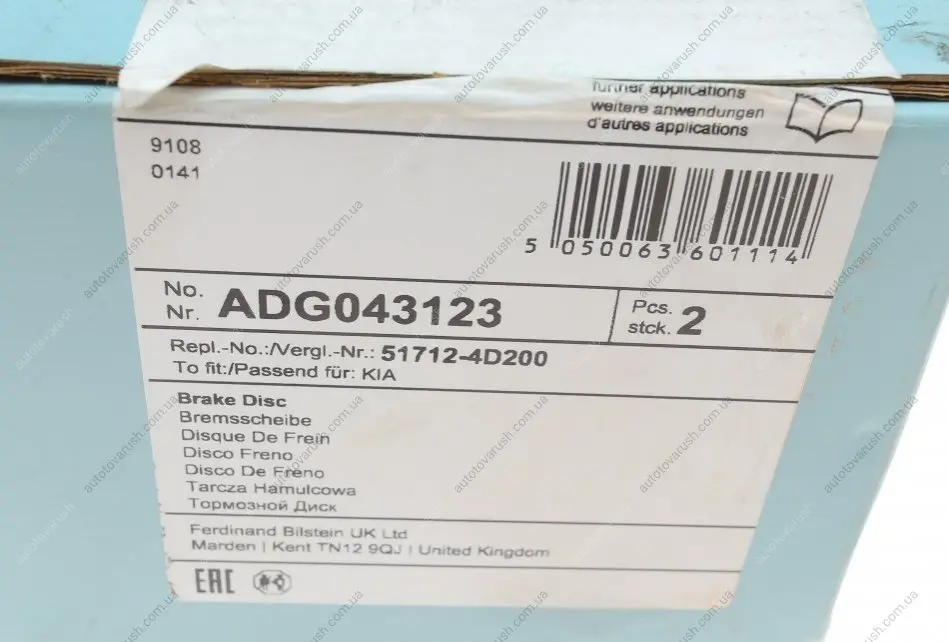 further applications
weitere anwendungen
d'autres applications
9108
0141
5 050063 601114
No.
Nr. ADG043123
Pcs.
stck. 2
Repl.-No.:/Vergl.-Nr.: 51712-4D200
To fit:/Passend für: KIA
Brake Disc
Bremsscheibe
Disque De Frein
Disco Freno
Disco De Freno
Tarcza Hamulcowa
Тормозной Диск
Ferdinand Bilstein UK Ltd
Marden | Kent TN12 9QJ | United Kingdom
EAC
autotovarush.com.ua